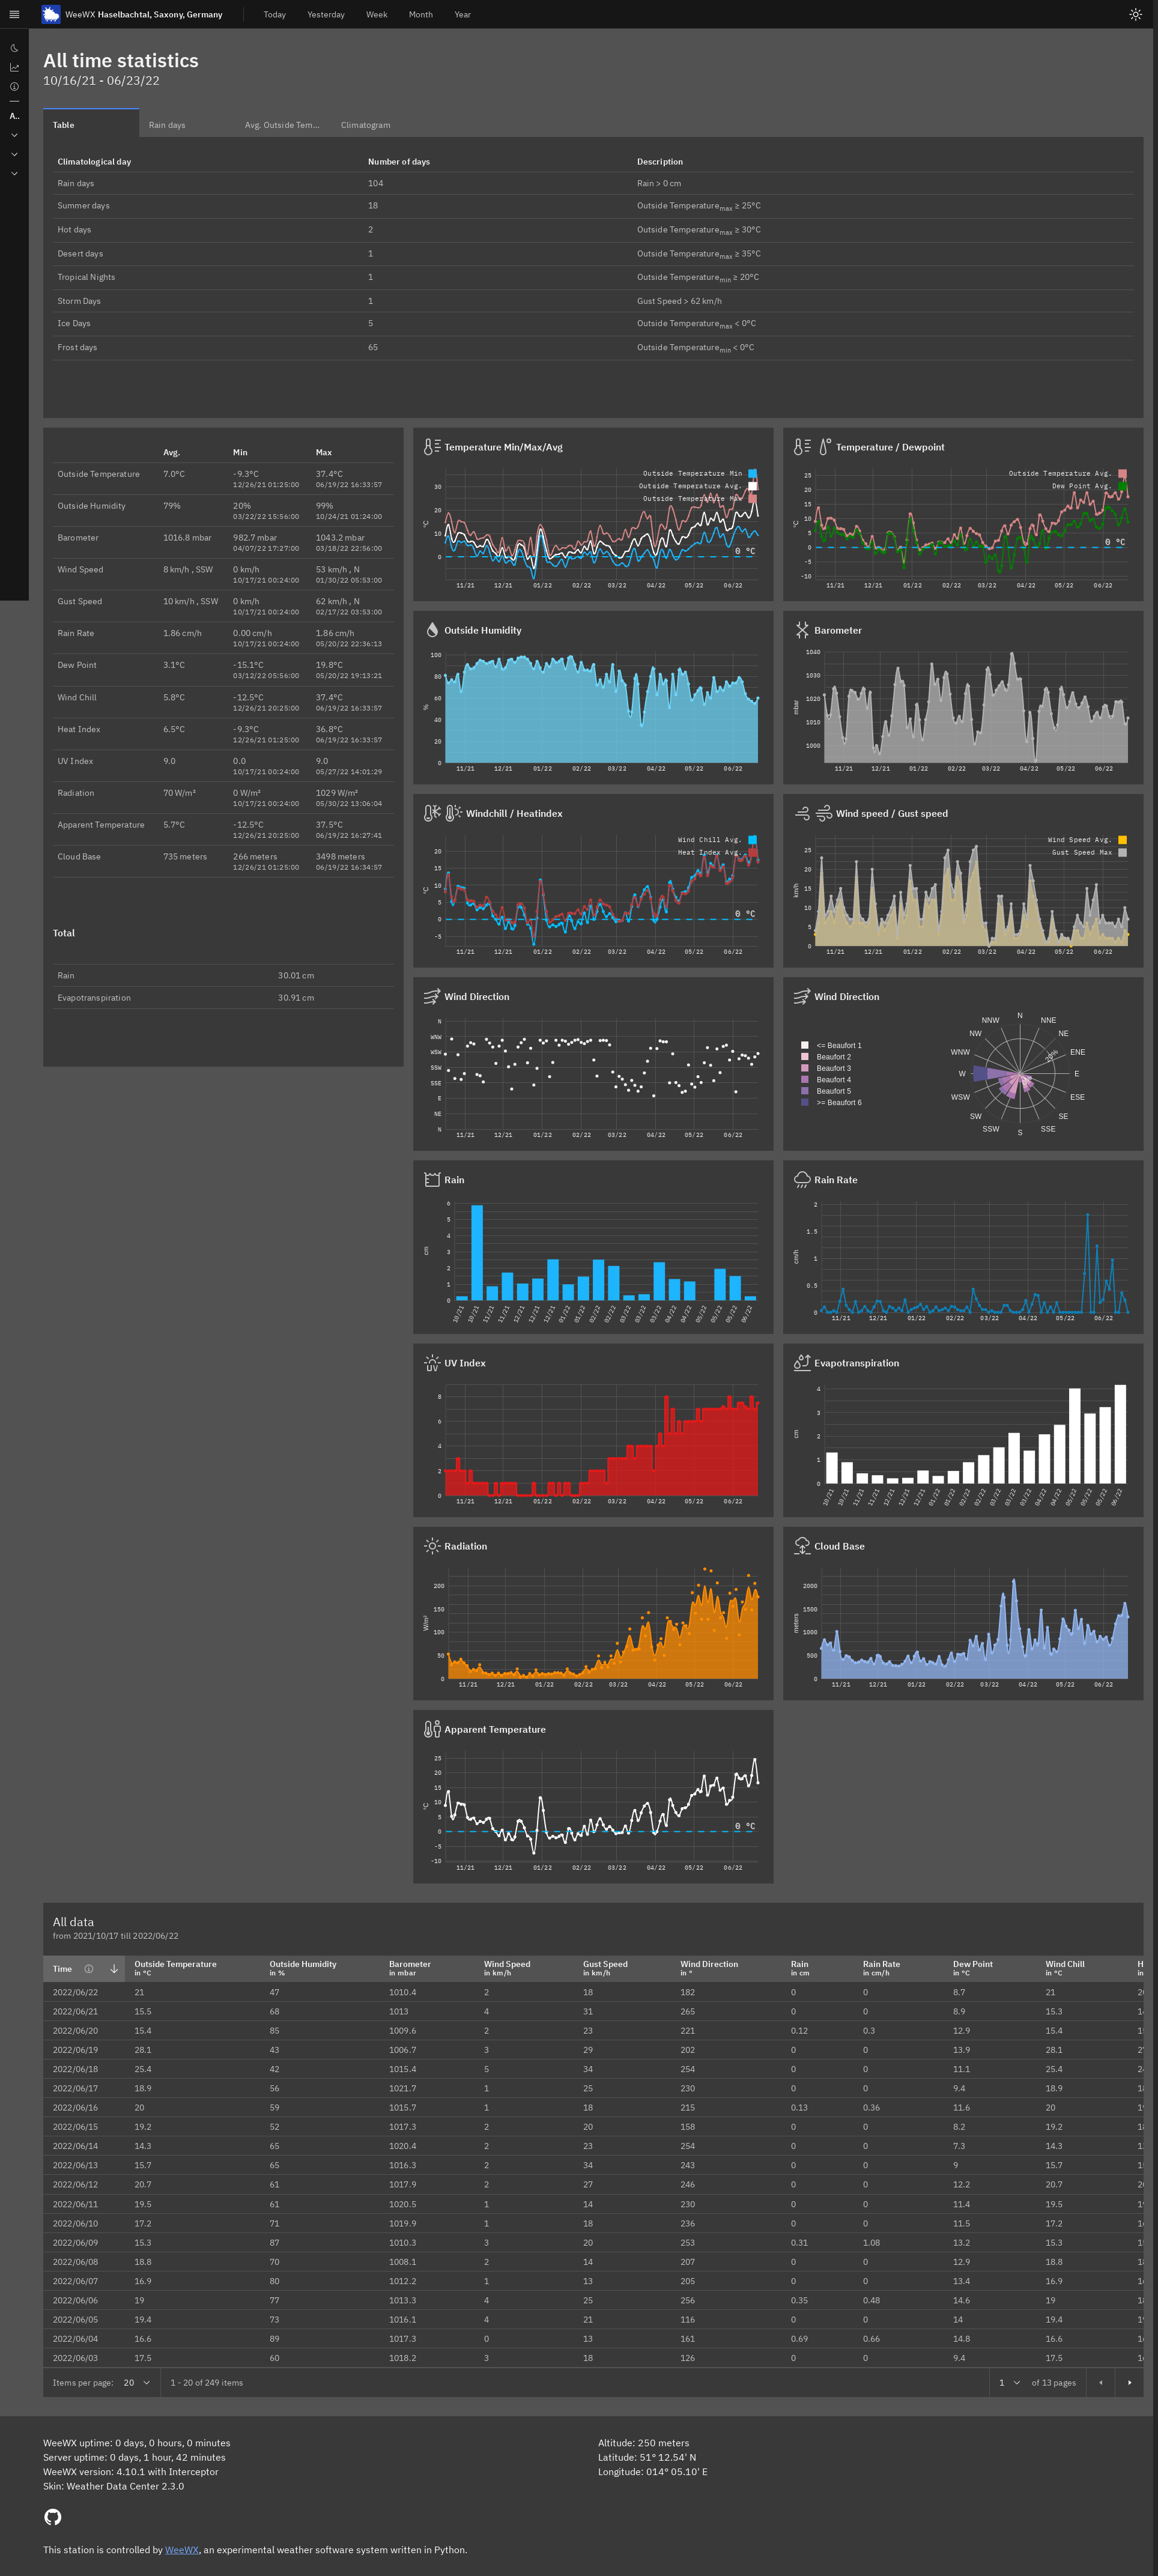 WeeWX Haselbachtal, Saxony, Germany Today Yesterday Week Month Year
A..
All time statistics
10/16/21 - 06/23/22
Table Rain days Avg. Outside Tem... Climatogram
Climatological day Number of days Description
Rain days 104 Rain > 0 cm
Summer days 18 Outside Temperature max ≥ 25°C
Hot days 2 Outside Temperature max ≥ 30°C
Desert days 1 Outside Temperature max ≥ 35°C
Tropical Nights 1 Outside Temperature min ≥ 20°C
Storm Days 1 Gust Speed > 62 km/h
Ice Days 5 Outside Temperature max < 0°C
Frost days 65 Outside Temperature min < 0°C
Avg. Min Max
Outside Temperature 7.0°C -9.3°C 37.4°C
12/26/21 01:25:00 06/19/22 16:33:57
Outside Humidity 79% 20% 99%
03/22/22 15:56:00 10/24/21 01:24:00
Barometer 1016.8 mbar 982.7 mbar 1043.2 mbar
04/07/22 17:27:00 03/18/22 22:56:00
Wind Speed 8 km/h , SSW 0 km/h 53 km/h , N
10/17/21 00:24:00 01/30/22 05:53:00
Gust Speed 10 km/h , SSW 0 km/h 62 km/h , N
10/17/21 00:24:00 02/17/22 03:53:00
Rain Rate 1.86 cm/h 0.00 cm/h 1.86 cm/h
10/17/21 00:24:00 05/20/22 22:36:13
Dew Point 3.1°C -15.1°C 19.8°C
03/12/22 05:56:00 05/20/22 19:13:21
Wind Chill 5.8°C -12.5°C 37.4°C
12/26/21 20:25:00 06/19/22 16:33:57
Heat Index 6.5°C -9.3°C 36.8°C
12/26/21 01:25:00 06/19/22 16:33:57
UV Index 9.0 0.0 9.0
10/17/21 00:24:00 05/27/22 14:01:29
Radiation 70 W/m² 0 W/m² 1029 W/m²
10/17/21 00:24:00 05/30/22 13:06:04
Apparent Temperature 5.7°C -12.5°C 37.5°C
12/26/21 20:25:00 06/19/22 16:27:41
Cloud Base 735 meters 266 meters 3498 meters
12/26/21 01:25:00 06/19/22 16:34:57
Total
Rain 30.01 cm
Evapotranspiration 30.91 cm
Temperature Min/Max/Avg
Outside Temperature Min
Outside Temperature Avg.
Outside Temperature Max
°C 30 20 10 0
0 °C
11/21 12/21 01/22 02/22 03/22 04/22 05/22 06/22
Temperature / Dewpoint
Outside Temperature Avg.
Dew Point Avg.
°C 25 20 15 10 5 0 -5 -10
0 °C
11/21 12/21 01/22 02/22 03/22 04/22 05/22 06/22
Outside Humidity
% 100 80 60 40 20 0
11/21 12/21 01/22 02/22 03/22 04/22 05/22 06/22
Barometer
mbar 1040 1030 1020 1010 1000
11/21 12/21 01/22 02/22 03/22 04/22 05/22 06/22
Windchill / Heatindex
Wind Chill Avg.
Heat Index Avg.
°C 20 15 10 5 0 -5
0 °C
11/21 12/21 01/22 02/22 03/22 04/22 05/22 06/22
Wind speed / Gust speed
Wind Speed Avg.
Gust Speed Max
km/h 25 20 15 10 5 0
11/21 12/21 01/22 02/22 03/22 04/22 05/22 06/22
Wind Direction
N WNW WSW SSW SSE E NE N
11/21 12/21 01/22 02/22 03/22 04/22 05/22 06/22
Wind Direction
<= Beaufort 1
Beaufort 2
Beaufort 3
Beaufort 4
Beaufort 5
>= Beaufort 6
N NNE NE ENE E ESE SE SSE S SSW SW WSW W WNW NW NNW
20%
Rain
cm 6 5 4 3 2 1 0
10/21 10/21 11/21 11/21 12/21 12/21 12/21 01/22 01/22 02/22 02/22 03/22 03/22 03/22 04/22 04/22 05/22 05/22 05/22 06/22
Rain Rate
cm/h 2 1.5 1 0.5 0
11/21 12/21 01/22 02/22 03/22 04/22 05/22 06/22
UV
UV Index
8 6 4 2 0
11/21 12/21 01/22 02/22 03/22 04/22 05/22 06/22
Evapotranspiration
cm 4 3 2 1 0
10/21 10/21 11/21 11/21 12/21 12/21 12/21 01/22 01/22 02/22 02/22 03/22 03/22 03/22 04/22 04/22 05/22 05/22 05/22 06/22
Radiation
W/m² 200 150 100 50 0
11/21 12/21 01/22 02/22 03/22 04/22 05/22 06/22
Cloud Base
meters 2000 1500 1000 500 0
11/21 12/21 01/22 02/22 03/22 04/22 05/22 06/22
Apparent Temperature
°C 25 20 15 10 5 0 -5 -10
0 °C
11/21 12/21 01/22 02/22 03/22 04/22 05/22 06/22
All data
from 2021/10/17 till 2022/06/22
Time Outside Temperature Outside Humidity Barometer Wind Speed Gust Speed Wind Direction Rain Rain Rate Dew Point Wind Chill H
in °C in % in mbar in km/h in km/h in ° in cm in cm/h in °C in °C in
2022/06/22 21 47 1010.4 2 18 182 0 0 8.7 21
2022/06/21 15.5 68 1013 4 31 265 0 0 8.9 15.3
2022/06/20 15.4 85 1009.6 2 23 221 0.12 0.3 12.9 15.4
2022/06/19 28.1 43 1006.7 3 29 202 0 0 13.9 28.1
2022/06/18 25.4 42 1015.4 5 34 254 0 0 11.1 25.4
2022/06/17 18.9 56 1021.7 1 25 230 0 0 9.4 18.9
2022/06/16 20 59 1015.7 1 18 215 0.13 0.36 11.6 20
2022/06/15 19.2 52 1017.3 2 20 158 0 0 8.2 19.2
2022/06/14 14.3 65 1020.4 2 23 254 0 0 7.3 14.3
2022/06/13 15.7 65 1016.3 2 34 243 0 0 9 15.7
2022/06/12 20.7 61 1017.9 2 27 246 0 0 12.2 20.7
2022/06/11 19.5 61 1020.5 1 14 230 0 0 11.4 19.5
2022/06/10 17.2 71 1019.9 1 18 236 0 0 11.5 17.2
2022/06/09 15.3 87 1010.3 3 20 253 0.31 1.08 13.2 15.3
2022/06/08 18.8 70 1008.1 2 14 207 0 0 12.9 18.8
2022/06/07 16.9 80 1012.2 1 13 205 0 0 13.4 16.9
2022/06/06 19 77 1013.3 4 25 256 0.35 0.48 14.6 19
2022/06/05 19.4 73 1016.1 4 21 116 0 0 14 19.4
2022/06/04 16.6 89 1017.3 0 13 161 0.69 0.66 14.8 16.6
2022/06/03 17.5 60 1018.2 3 18 126 0 0 9.4 17.5
Items per page: 20 1 - 20 of 249 items 1 of 13 pages
WeeWX uptime: 0 days, 0 hours, 0 minutes
Server uptime: 0 days, 1 hour, 42 minutes
WeeWX version: 4.10.1 with Interceptor
Skin: Weather Data Center 2.3.0
Altitude: 250 meters
Latitude: 51° 12.54' N
Longitude: 014° 05.10' E
This station is controlled by WeeWX, an experimental weather software system written in Python.